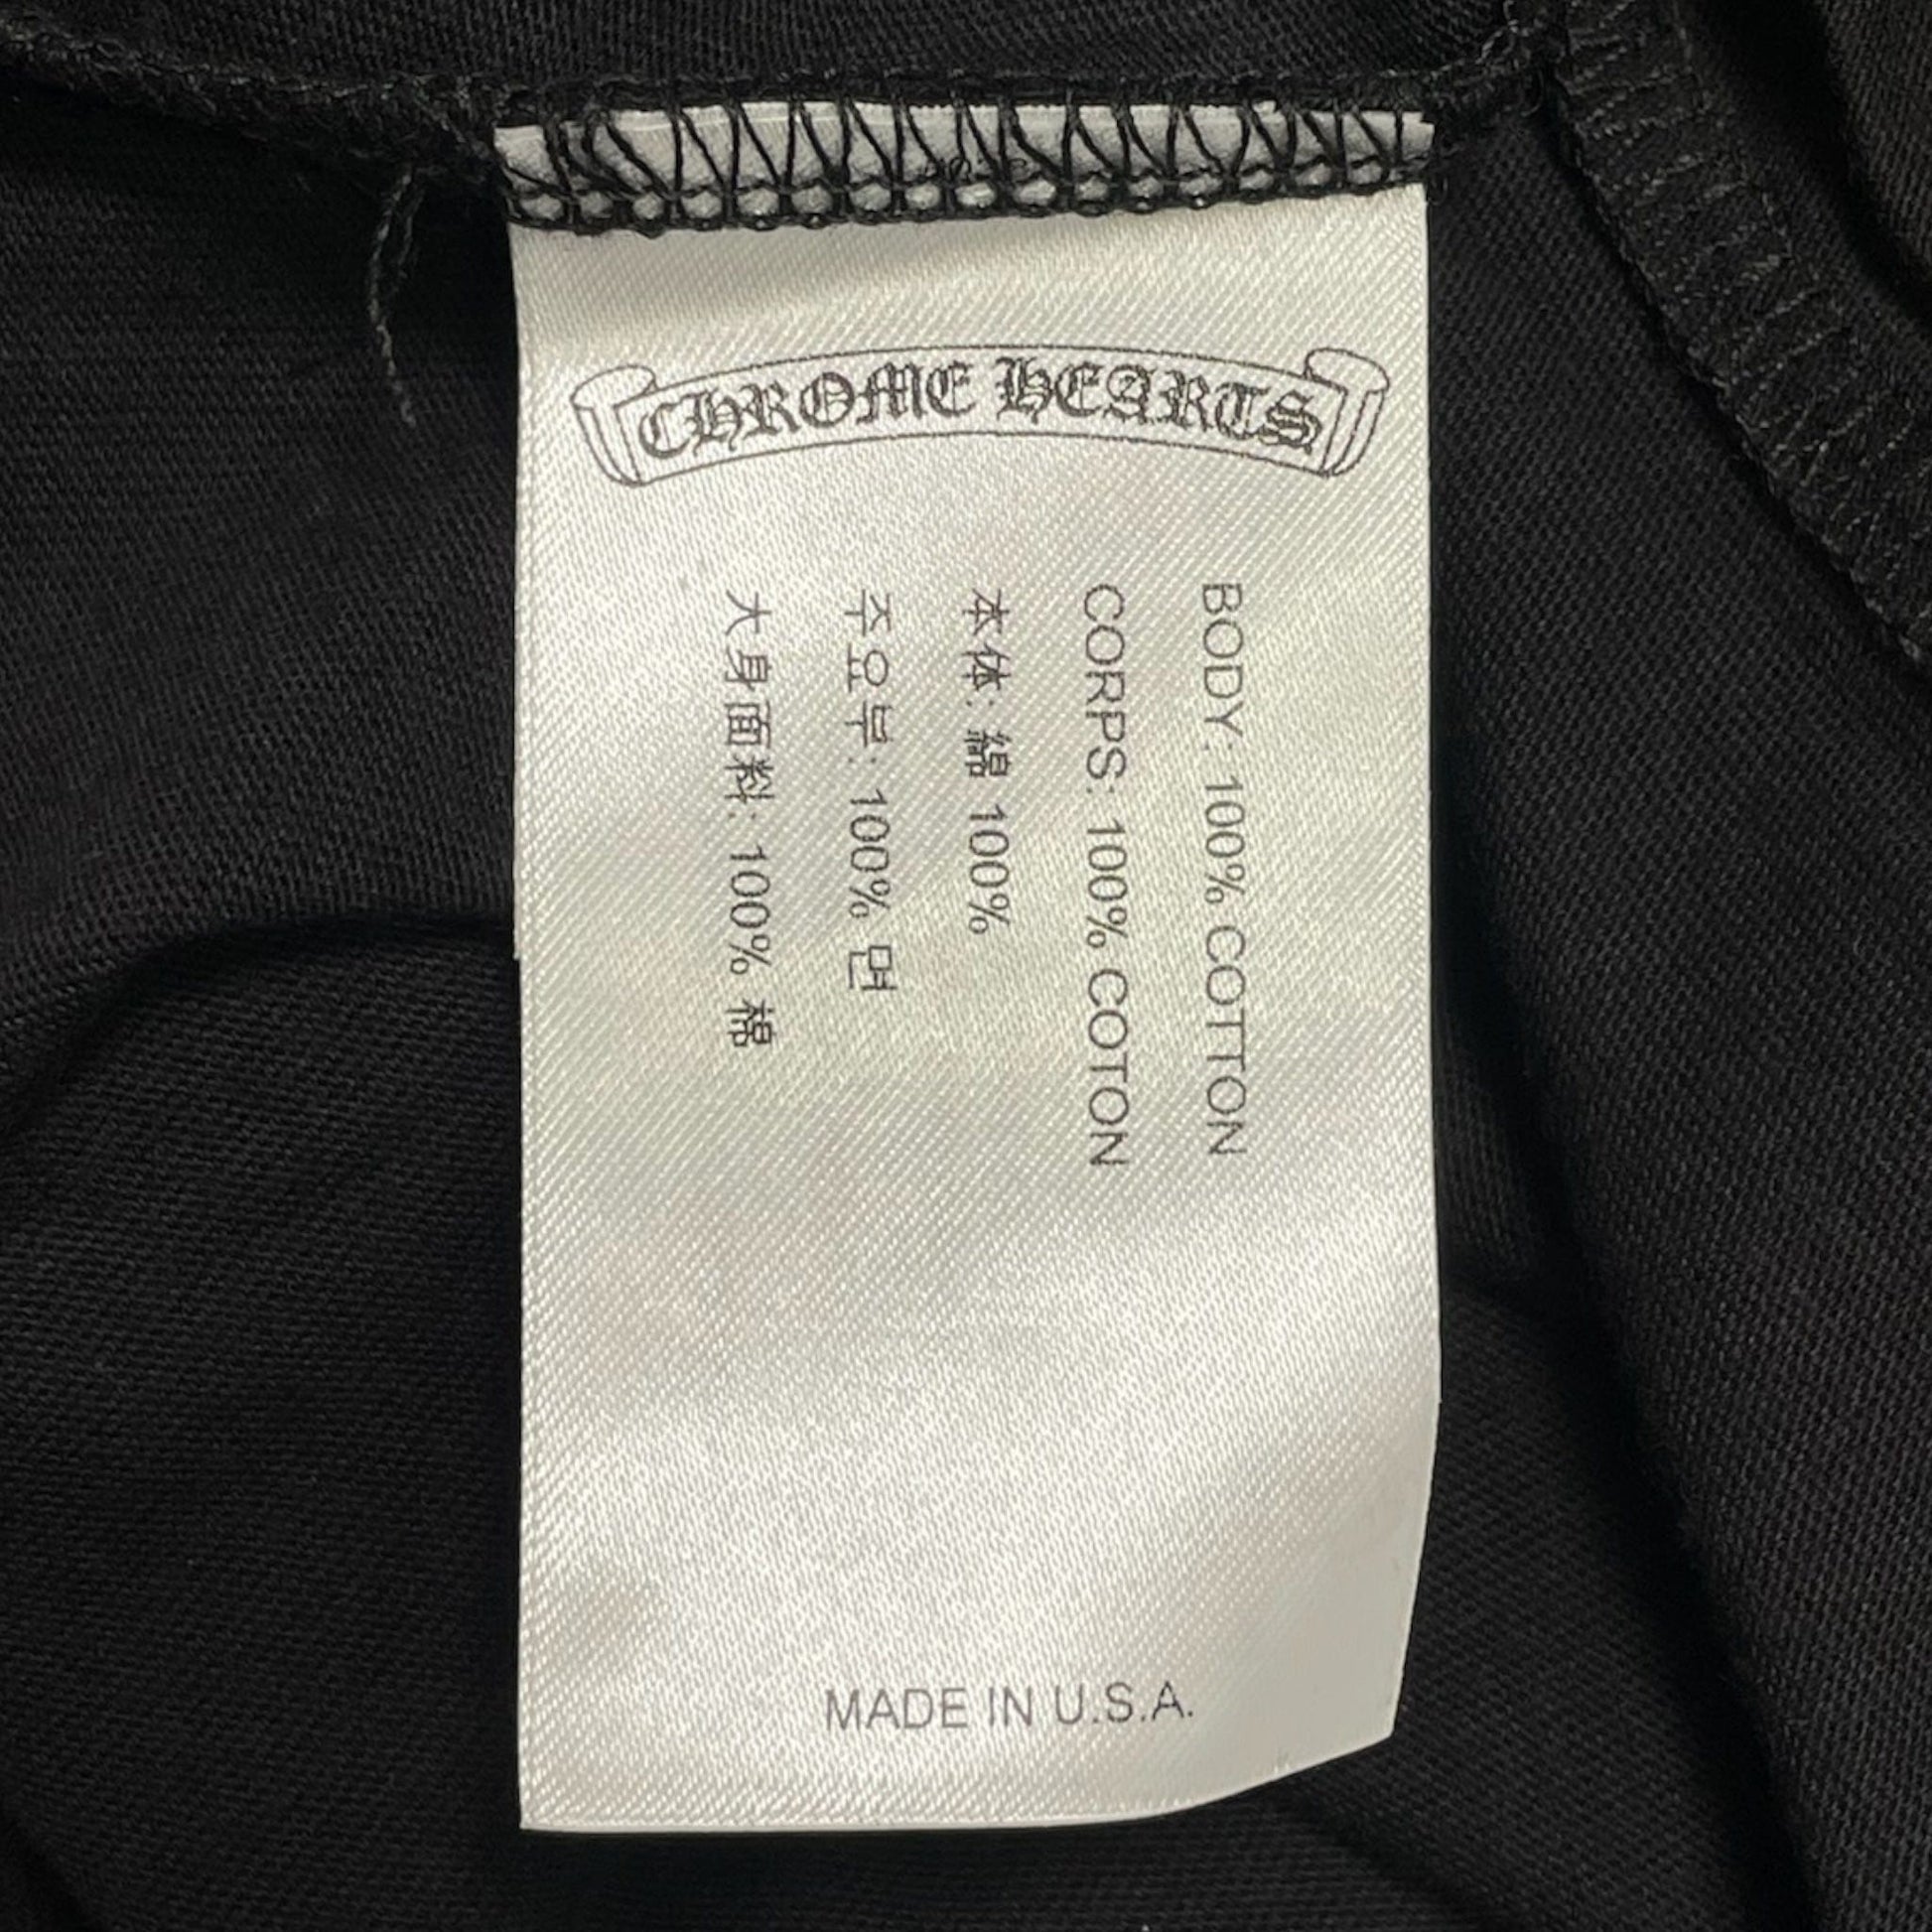 CHROME HEARTS
BODY: 100% COTTON
CORPS: 100% COTON
本体: 綿 100%
주요부: 100% 면
大身面料: 100% 棉
MADE IN U.S.A.